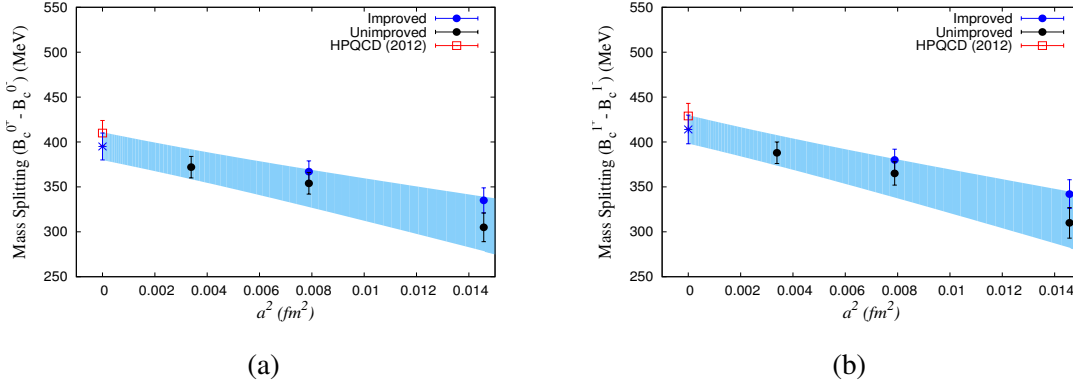 550
500
450
400
350
300
250
Mass Splitting (B_c^{0+} - B_c^{0-}) (MeV)
Improved
Unimproved
HPQCD (2012)
0 0.002 0.004 0.006 0.008 0.01 0.012 0.014
a² (fm²)
(a)
550
500
450
400
350
300
250
Mass Splitting (B_c^{1+} - B_c^{1-}) (MeV)
Improved
Unimproved
HPQCD (2012)
0 0.002 0.004 0.006 0.008 0.01 0.012 0.014
a² (fm²)
(b)